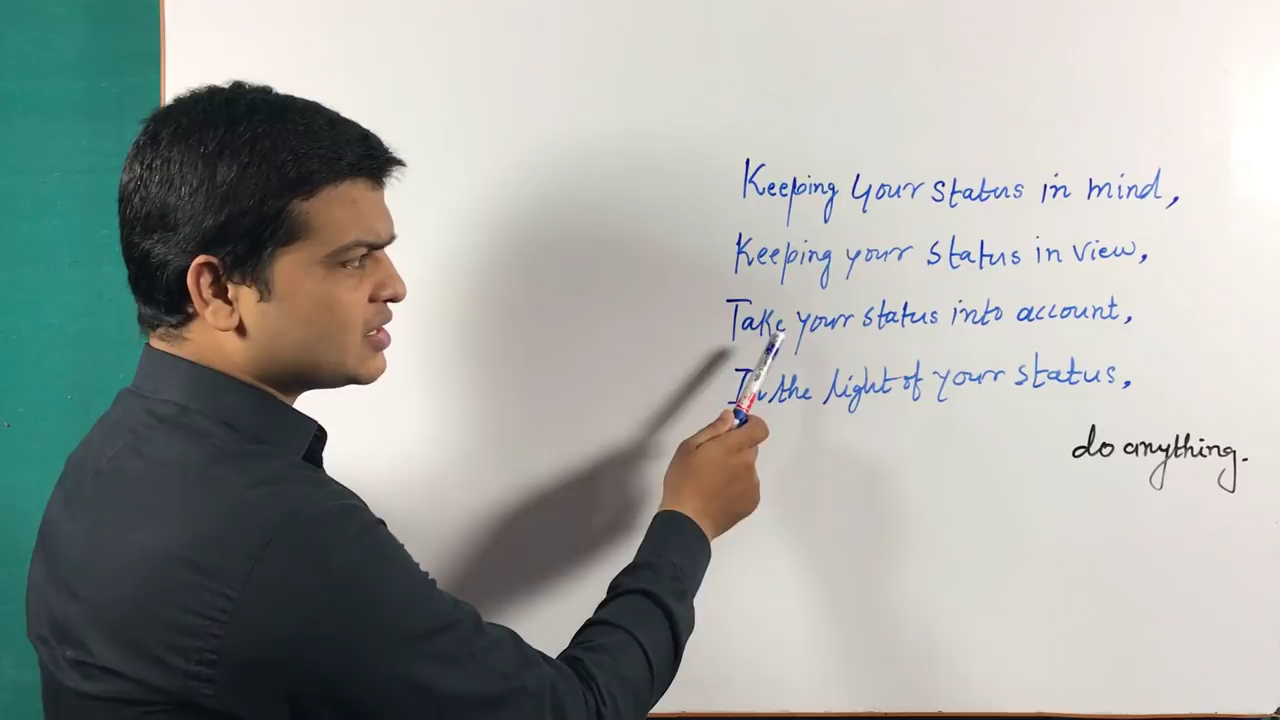 Keeping your status in mind,
Keeping your status in view,
Take your status into account,
In the light of your status,
do anything.